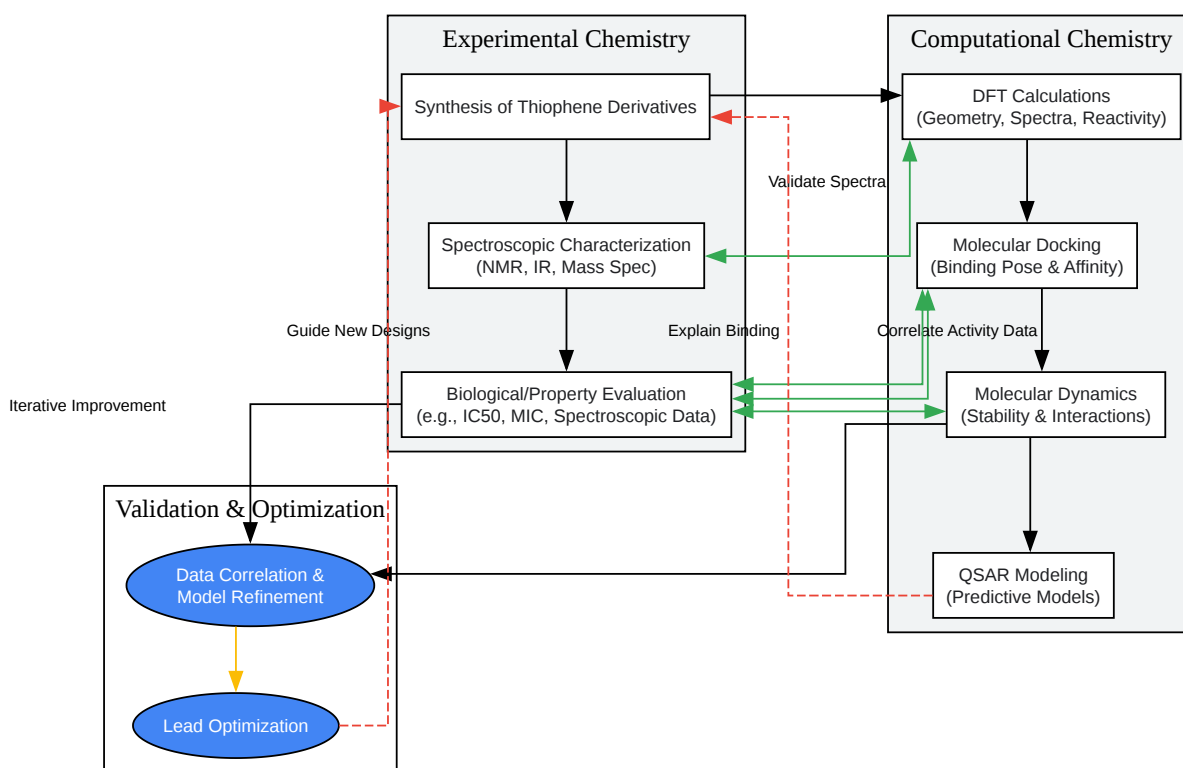 Experimental Chemistry
Computational Chemistry
Synthesis of Thiophene Derivatives
DFT Calculations
(Geometry, Spectra, Reactivity)
Validate Spectra
Spectroscopic Characterization
(NMR, IR, Mass Spec)
Molecular Docking
(Binding Pose & Affinity)
Guide New Designs
Explain Binding
Correlate Activity Data
Biological/Property Evaluation
(e.g., IC50, MIC, Spectroscopic Data)
Molecular Dynamics
(Stability & Interactions)
Iterative Improvement
Validation & Optimization
Data Correlation &
Model Refinement
QSAR Modeling
(Predictive Models)
Lead Optimization